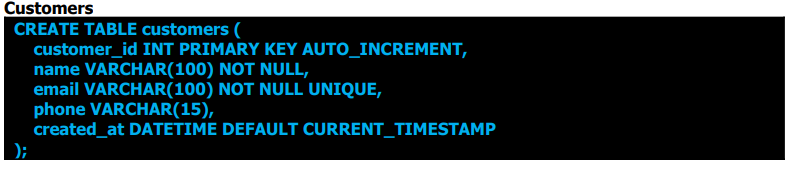 Customers
CREATE TABLE customers (
customer_id INT PRIMARY KEY AUTO_INCREMENT,
name VARCHAR(100) NOT NULL,
email VARCHAR(100) NOT NULL UNIQUE,
phone VARCHAR(15),
created_at DATETIME DEFAULT CURRENT_TIMESTAMP
);